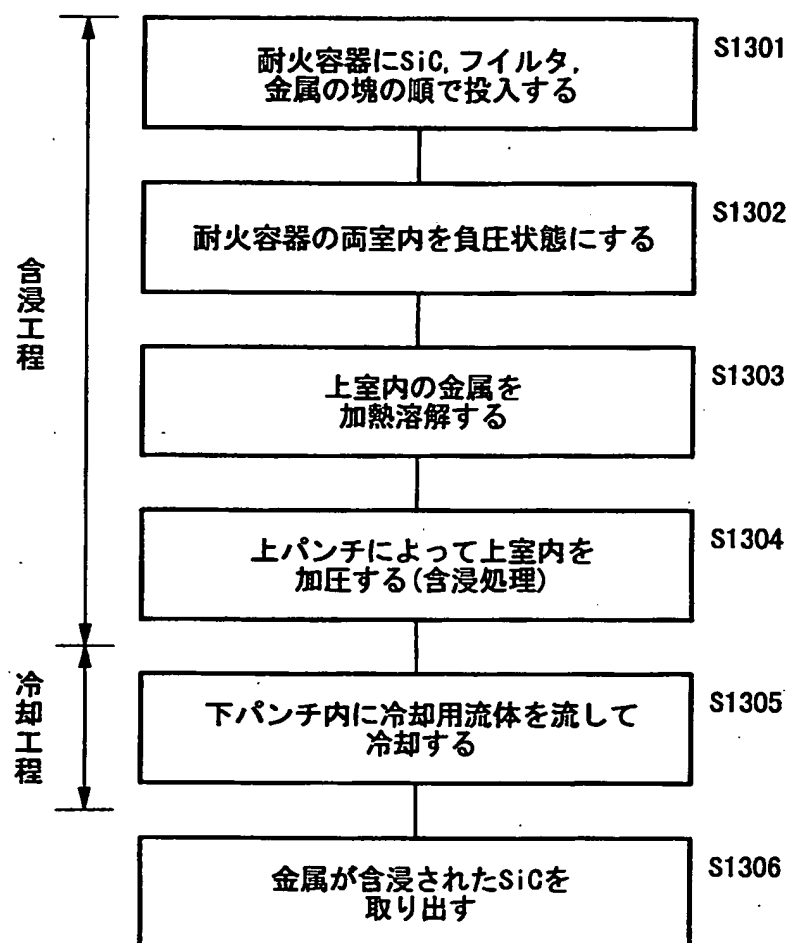 耐火容器にSiC,フイルタ,
金属の塊の順で投入する
S1301
耐火容器の両室内を負圧状態にする
S1302
上室内の金属を
加熱溶解する
S1303
上パンチによって上室内を
加圧する(含浸処理)
S1304
含浸工程
下パンチ内に冷却用流体を流して
冷却する
S1305
冷却工程
金属が含浸されたSiCを
取り出す
S1306